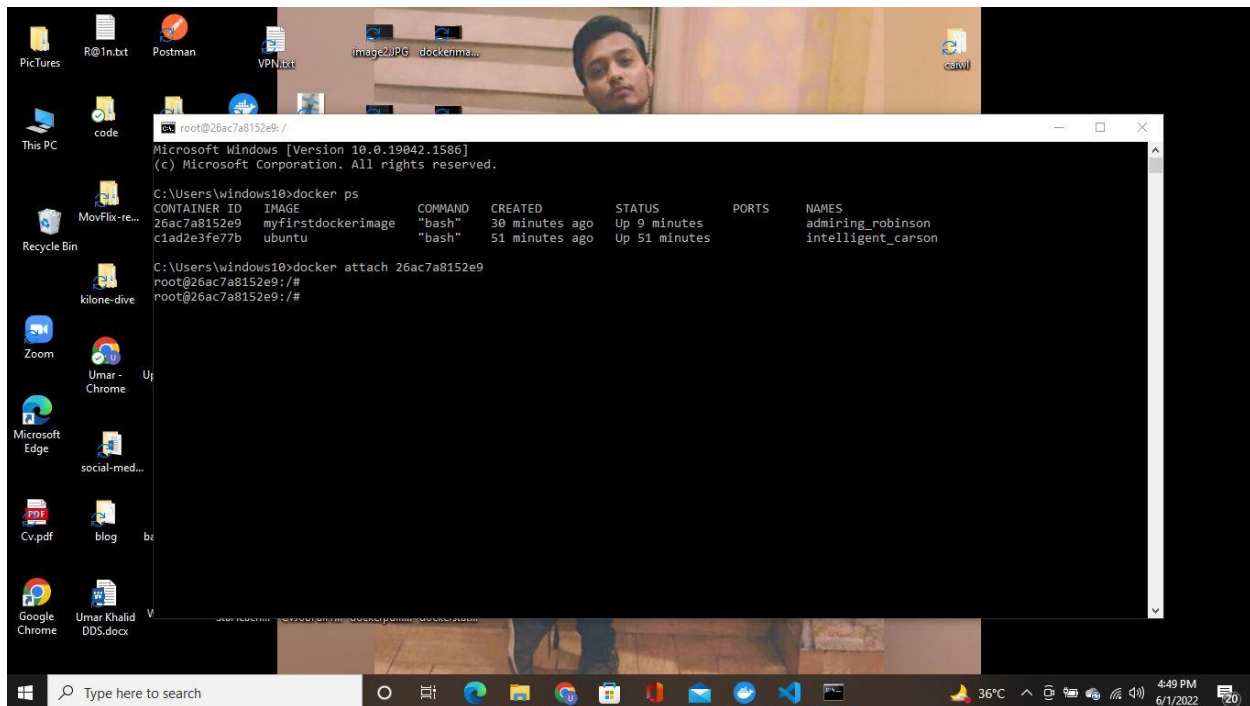 PicTures
R@1n.txt
Postman
VPN.txt
image2.JPG
dockerima...
caiwl
This PC
code
root@26ac7a8152e9: /
Microsoft Windows [Version 10.0.19042.1586]
(c) Microsoft Corporation. All rights reserved.
C:\Users\windows10>docker ps
CONTAINER ID IMAGE COMMAND CREATED STATUS PORTS NAMES
26ac7a8152e9 myfirstdockerimage "bash" 30 minutes ago Up 9 minutes admiring_robinson
c1ad2e3fe77b ubuntu "bash" 51 minutes ago Up 51 minutes intelligent_carson
C:\Users\windows10>docker attach 26ac7a8152e9
root@26ac7a8152e9:/#
root@26ac7a8152e9:/#
Recycle Bin
MovFlix-re...
kilone-dive
Zoom
Umar -
Chrome
Microsoft
Edge
social-med...
Cv.pdf
blog
Google
Chrome
Umar Khalid
DDS.docx
Type here to search
36°C
4:49 PM
6/1/2022
20